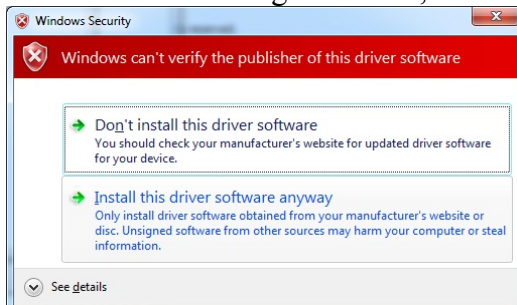 Windows Security
Windows can't verify the publisher of this driver software
Don't install this driver software
You should check your manufacturer's website for updated driver software
for your device.
Install this driver software anyway
Only install driver software obtained from your manufacturer's website or
disc. Unsigned software from other sources may harm your computer or steal
information.
See details